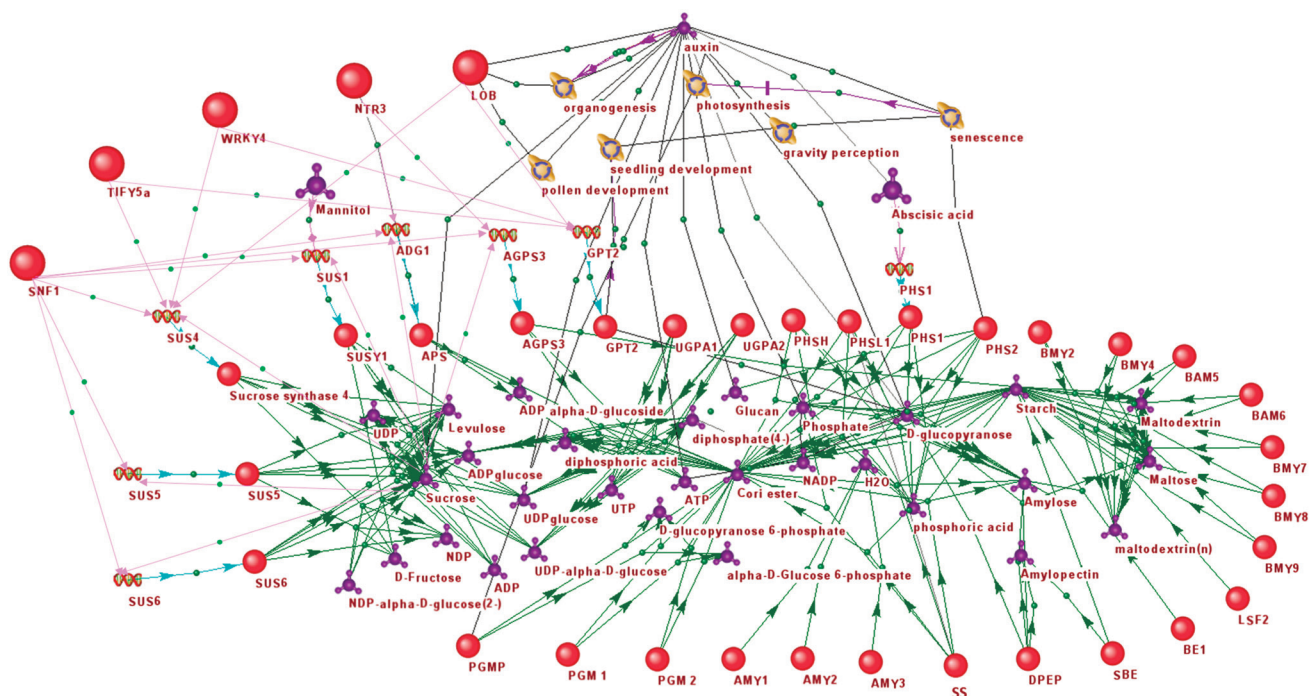 auxin
LOB
NTR3
organogenesis
photosynthesis
senescence
WRKY4
gravity perception
seedling development
pollen development
TIFY5a
Mannitol
Abscisic acid
ADG1
AGPS3
GPT2
SUS1
PHS1
SNF1
SUS4
SUSY1
APS
AGPS3
GPT2
UGPA1
UGPA2
PHSH
PHSL1
PHS1
PHS2
BMY2
BMY4
BAM5
BAM6
Sucrose synthase 4
UDP
Levulose
ADP alpha-D-glucoside
Glucan
Phosphate
D-glucopyranose
Starch
Maltodextrin
diphosphate(4-)
BMY7
SUS5
SUS5
ADPglucose
Sucrose
diphosphoric acid
ATP
Cori ester
NADP
H2O
Amylose
Maltose
BMY8
UDPglucose
UTP
D-glucopyranose 6-phosphate
phosphoric acid
maltodextrin(n)
BMY9
SUS6
SUS6
NDP
D-Fructose
ADP
NDP-alpha-D-glucose(2-)
UDP-alpha-D-glucose
alpha-D-Glucose 6-phosphate
Amylopectin
LSF2
BE1
PGMP
PGM 1
PGM 2
AMY1
AMY2
AMY3
SS
DPEP
SBE